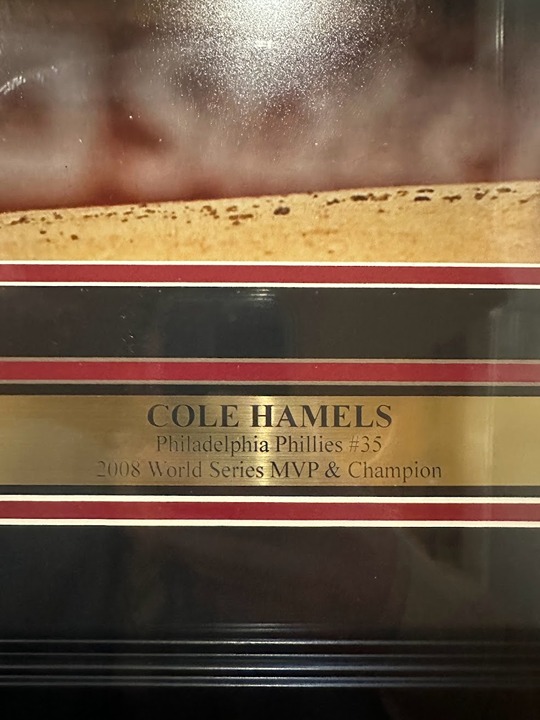 COLE HAMELS
Philadelphia Phillies #35
2008 World Series MVP & Champion